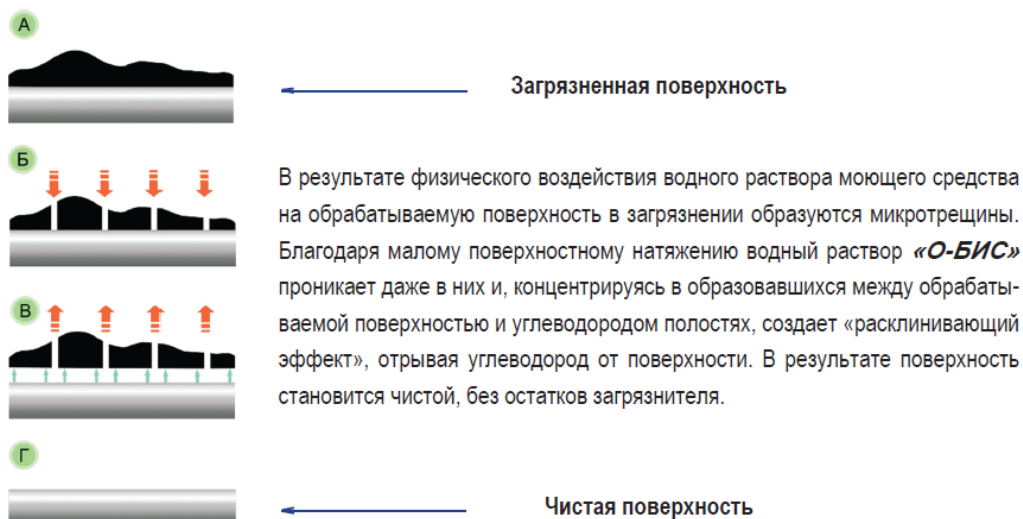 А
Загрязненная поверхность
Б
В результате физического воздействия водного раствора моющего средства
на обрабатываемую поверхность в загрязнении образуются микротрещины.
Благодаря малому поверхностному натяжению водный раствор «О-БИС»
проникает даже в них и, концентрируясь в образовавшихся между обрабаты-
ваемой поверхностью и углеводородом полостях, создает «расклинивающий
эффект», отрывая углеводород от поверхности. В результате поверхность
становится чистой, без остатков загрязнителя.
В
Г
Чистая поверхность